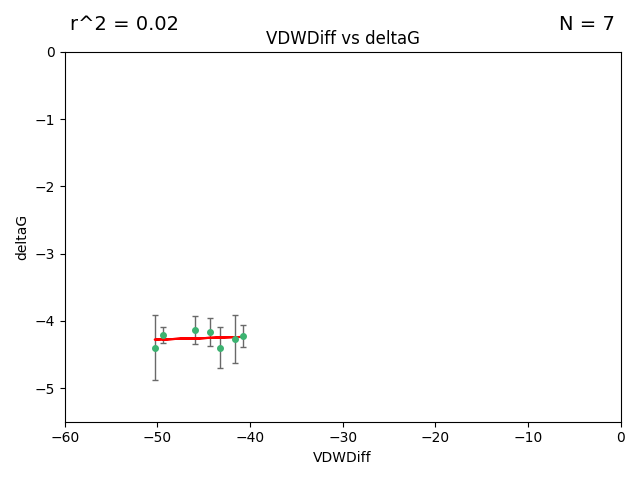 r^2 = 0.02
N = 7
VDWDiff vs deltaG
0
−1
−2
−3
−4
−5
deltaG
−60
−50
−40
−30
−20
−10
0
VDWDiff